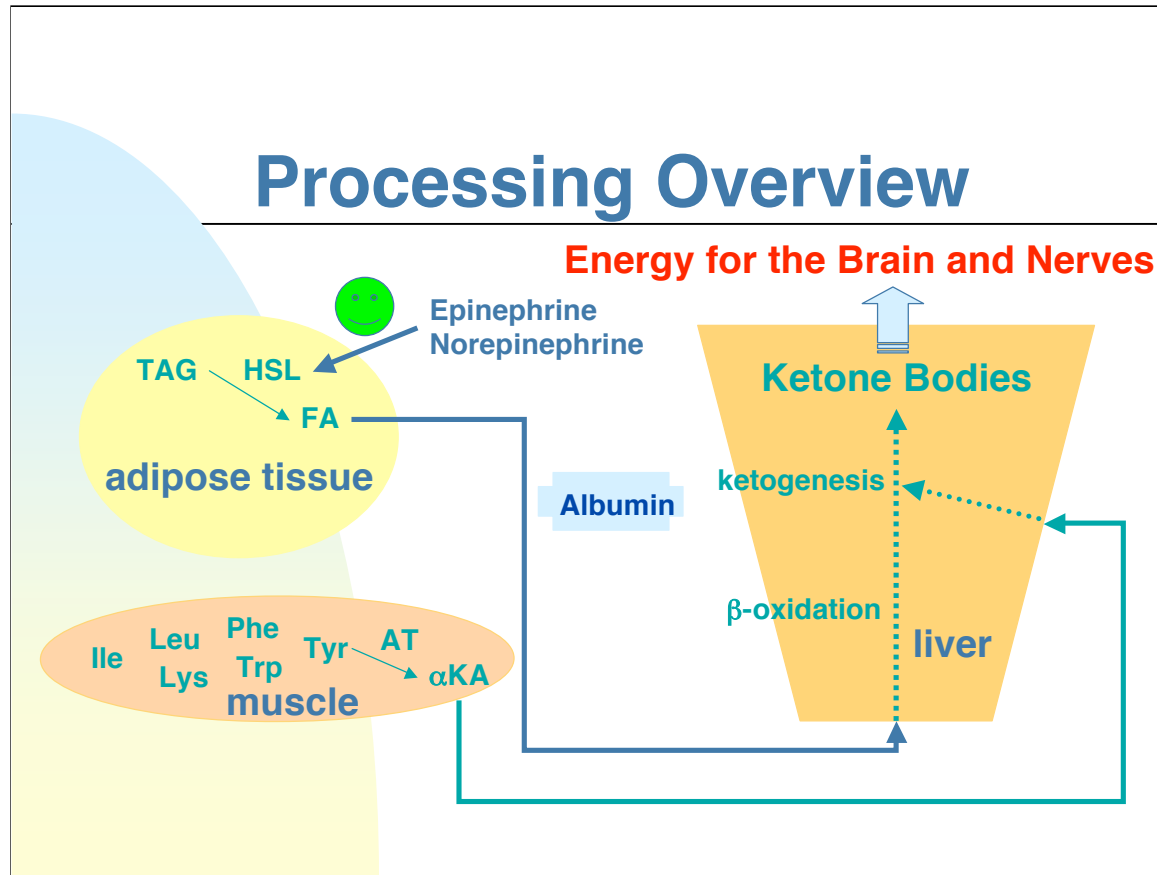 Processing Overview
Energy for the Brain and Nerves
Epinephrine
Norepinephrine
TAG
HSL
FA
adipose tissue
Albumin
Ketone Bodies
ketogenesis
β-oxidation
liver
Ile
Leu
Lys
Phe
Trp
Tyr
AT
αKA
muscle